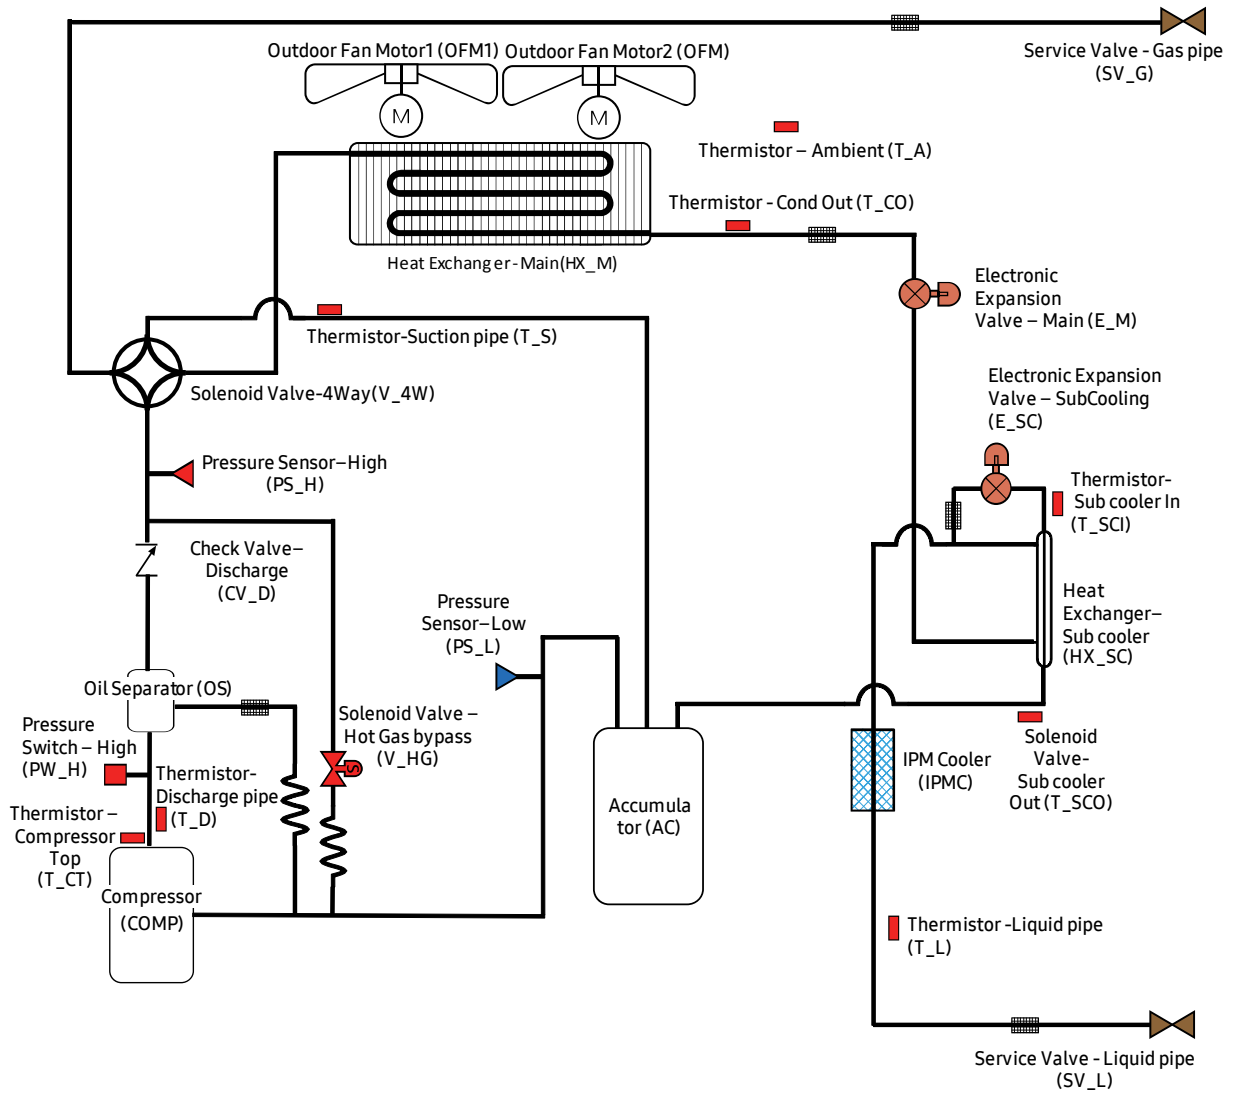 Outdoor Fan Motor1 (OFM1)
Outdoor Fan Motor2 (OFM)
Service Valve - Gas pipe
(SV_G)
M
M
Thermistor – Ambient (T_A)
Thermistor - Cond Out (T_CO)
Heat Exchanger-Main(HX_M)
Electronic
Expansion
Valve – Main (E_M)
Thermistor-Suction pipe (T_S)
Solenoid Valve-4Way(V_4W)
Electronic Expansion
Valve – SubCooling
(E_SC)
Pressure Sensor–High
(PS_H)
Thermistor-
Sub cooler In
(T_SCI)
Check Valve–
Discharge
(CV_D)
Pressure
Sensor–Low
(PS_L)
Heat
Exchanger–
Sub cooler
(HX_SC)
Oil Separator (OS)
Pressure
Switch – High
(PW_H)
Solenoid Valve –
Hot Gas bypass
(V_HG)
S
Thermistor-
Discharge pipe
(T_D)
Thermistor –
Compressor
Top
(T_CT)
IPM Cooler
(IPMC)
Solenoid
Valve-
Sub cooler
Out (T_SCO)
Accumula
tor (AC)
Compressor
(COMP)
Thermistor -Liquid pipe
(T_L)
Service Valve - Liquid pipe
(SV_L)